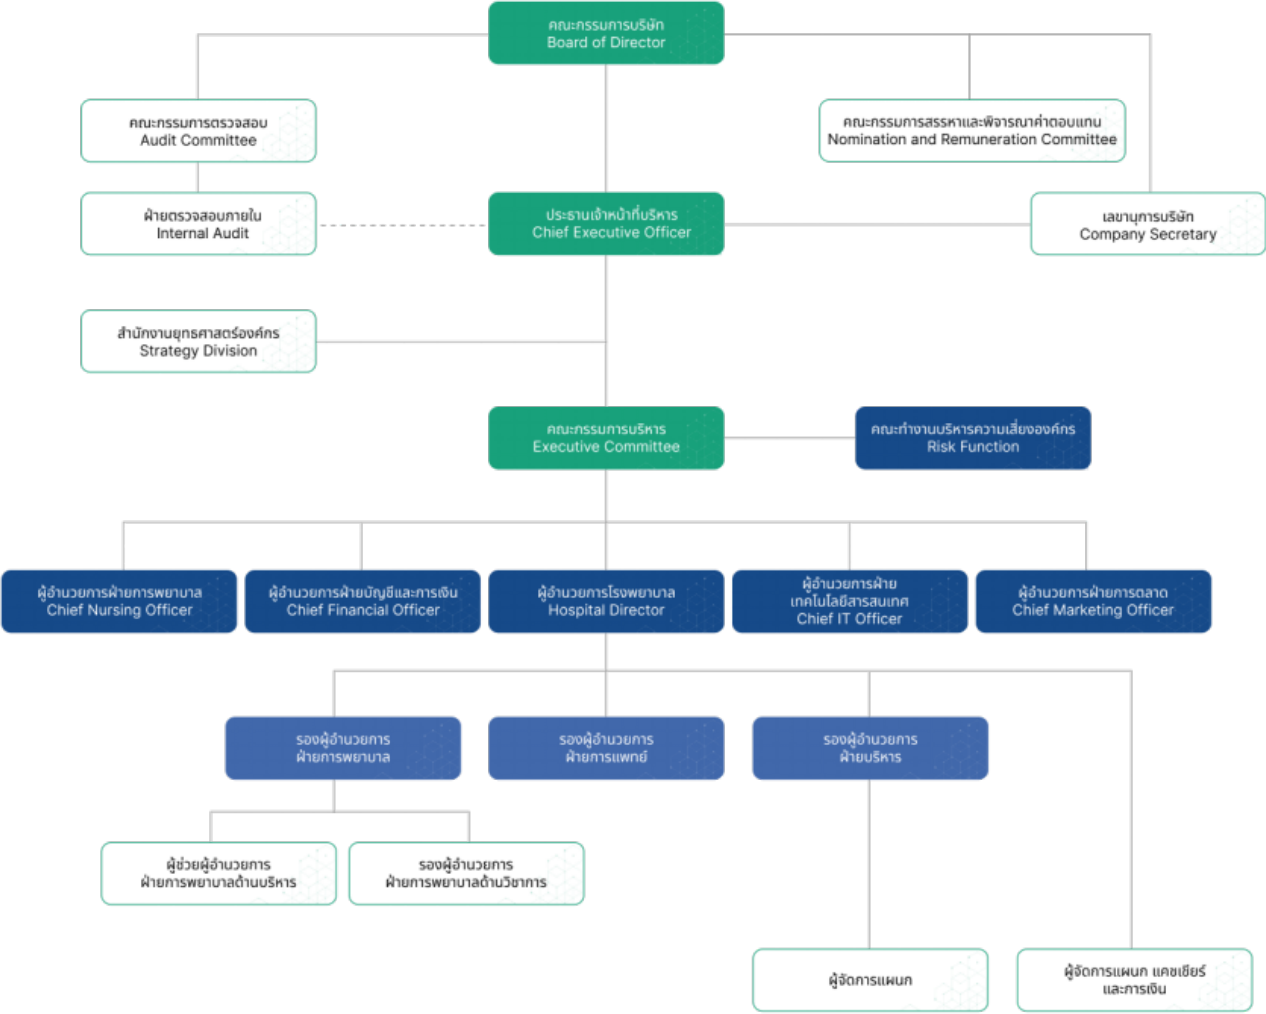 คณะกรรมการบริษัท
Board of Director
คณะกรรมการตรวจสอบ
Audit Committee
คณะกรรมการสรรหาและพิจารณาค่าตอบแทน
Nomination and Remuneration Committee
ฝ่ายตรวจสอบภายใน
Internal Audit
ประธานเจ้าหน้าที่บริหาร
Chief Executive Officer
เลขานุการบริษัท
Company Secretary
สำนักงานยุทธศาสตร์องค์กร
Strategy Division
คณะกรรมการบริหาร
Executive Committee
คณะทำงานบริหารความเสี่ยงองค์กร
Risk Function
ผู้อำนวยการฝ่ายการพยาบาล
Chief Nursing Officer
ผู้อำนวยการฝ่ายบัญชีและการเงิน
Chief Financial Officer
ผู้อำนวยการโรงพยาบาล
Hospital Director
ผู้อำนวยการฝ่าย
เทคโนโลยีสารสนเทศ
Chief IT Officer
ผู้อำนวยการฝ่ายการตลาด
Chief Marketing Officer
รองผู้อำนวยการ
ฝ่ายการพยาบาล
รองผู้อำนวยการ
ฝ่ายการแพทย์
รองผู้อำนวยการ
ฝ่ายบริหาร
ผู้ช่วยผู้อำนวยการ
ฝ่ายการพยาบาลด้านบริหาร
รองผู้อำนวยการ
ฝ่ายการพยาบาลด้านวิชาการ
ผู้จัดการแผนก
ผู้จัดการแผนก แคชเชียร์
และการเงิน